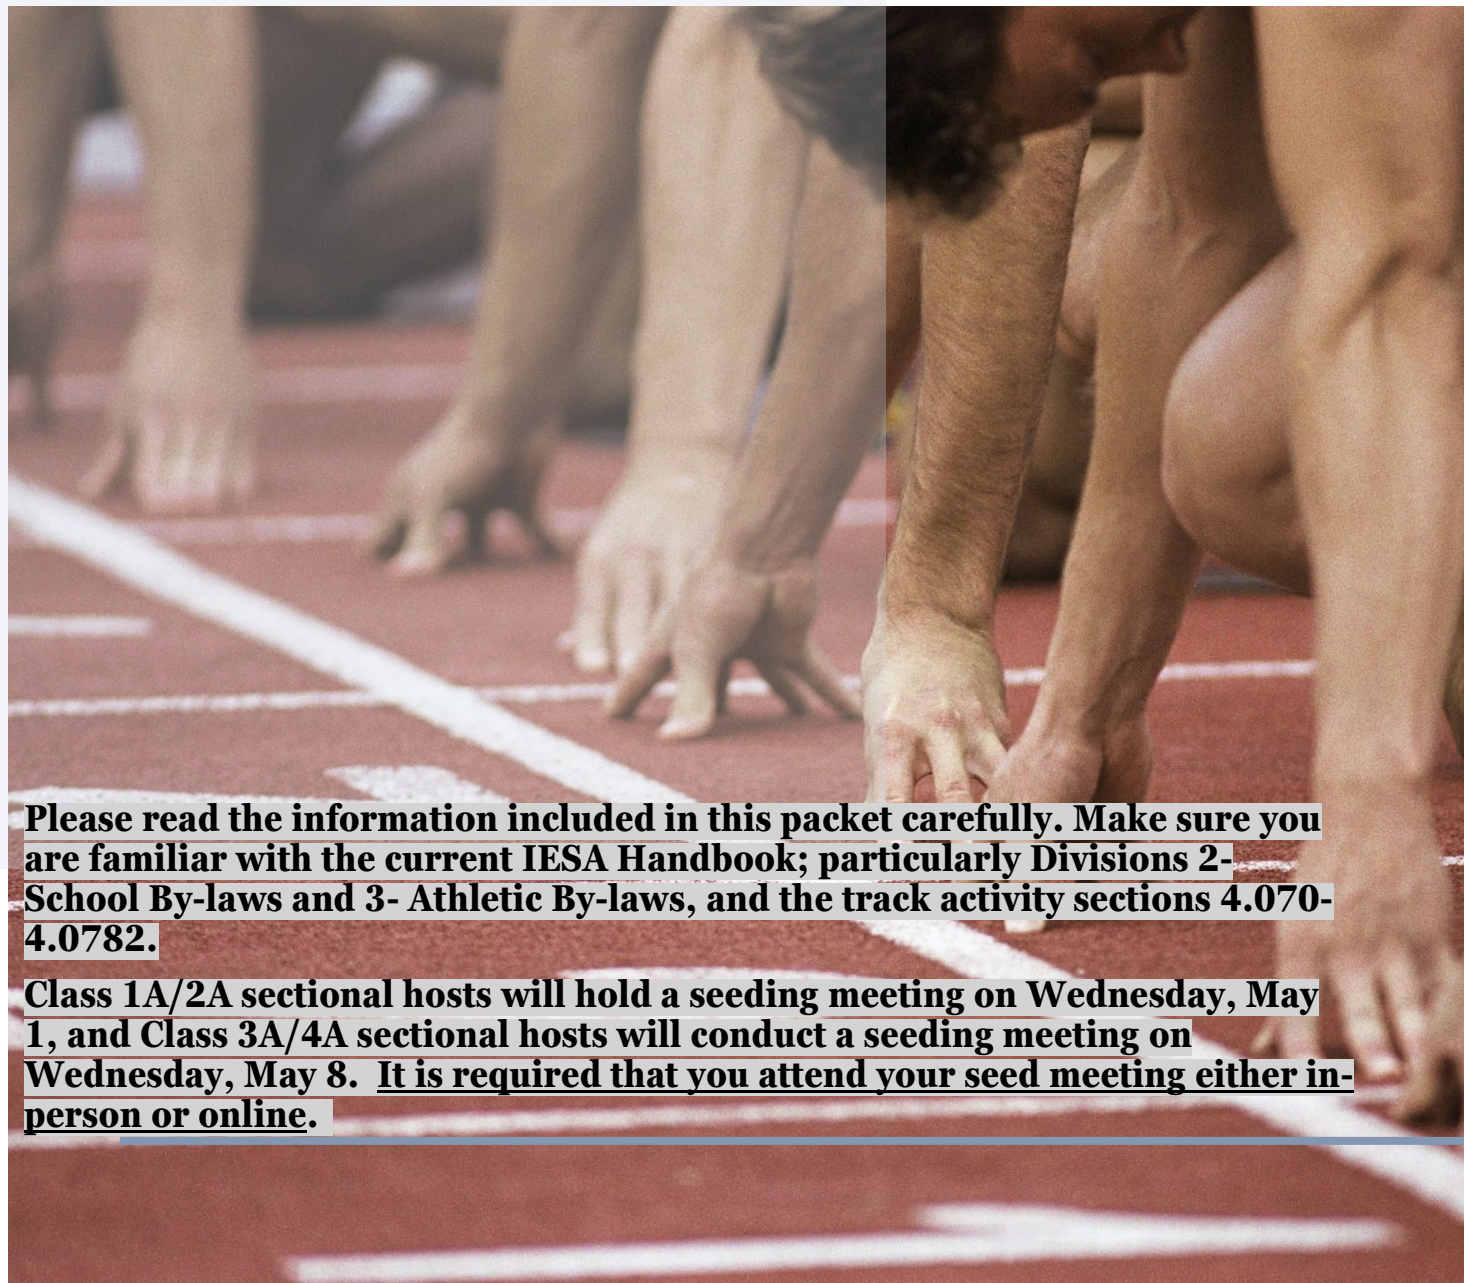 Please read the information included in this packet carefully. Make sure you
are familiar with the current IESA Handbook; particularly Divisions 2-
School By-laws and 3- Athletic By-laws, and the track activity sections 4.070-
4.0782.
Class 1A/2A sectional hosts will hold a seeding meeting on Wednesday, May
1, and Class 3A/4A sectional hosts will conduct a seeding meeting on
Wednesday, May 8.  It is required that you attend your seed meeting either in-
person or online.